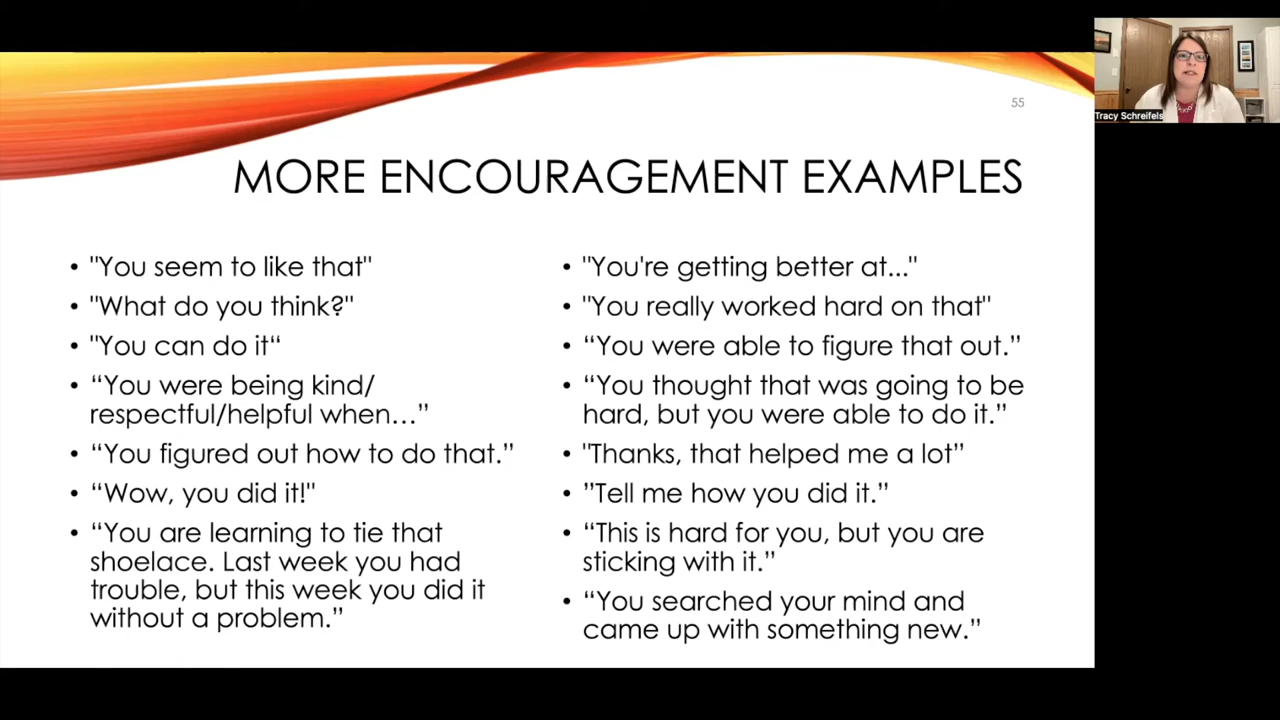 55
Tracy Schreifels
MORE ENCOURAGEMENT EXAMPLES
• "You seem to like that"
• "What do you think?"
• "You can do it“
• “You were being kind/
respectful/helpful when…”
• “You figured out how to do that.”
• “Wow, you did it!"
• “You are learning to tie that
shoelace. Last week you had
trouble, but this week you did it
without a problem.”
• "You're getting better at..."
• "You really worked hard on that"
• “You were able to figure that out.”
• “You thought that was going to be
hard, but you were able to do it.”
• "Thanks, that helped me a lot”
• ”Tell me how you did it.”
• “This is hard for you, but you are
sticking with it.”
• “You searched your mind and
came up with something new.”